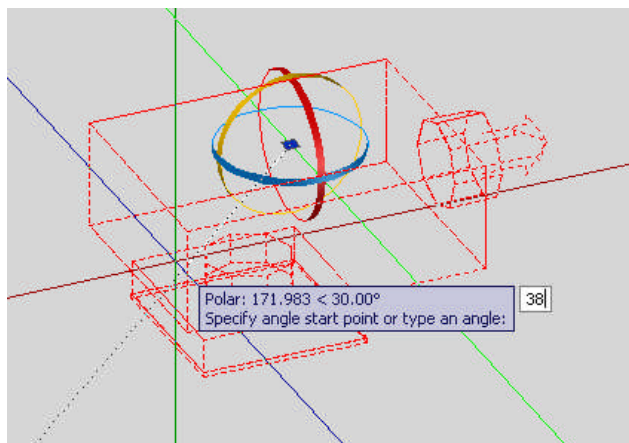 Polar: 171.983 < 30.00°
Specify angle start point or type an angle:
38